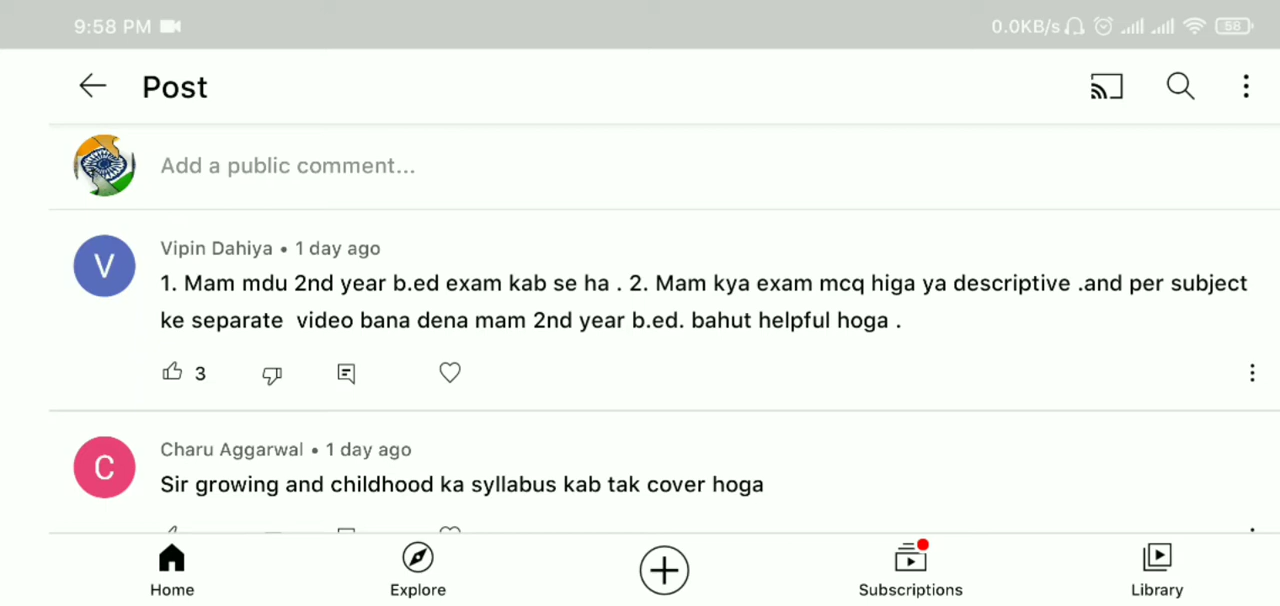 9:58 PM 0.0KB/s 58
Post
Add a public comment...
V
Vipin Dahiya • 1 day ago
1. Mam mdu 2nd year b.ed exam kab se ha . 2. Mam kya exam mcq higa ya descriptive .and per subject
ke separate video bana dena mam 2nd year b.ed. bahut helpful hoga .
3
C
Charu Aggarwal • 1 day ago
Sir growing and childhood ka syllabus kab tak cover hoga
Home Explore Subscriptions Library